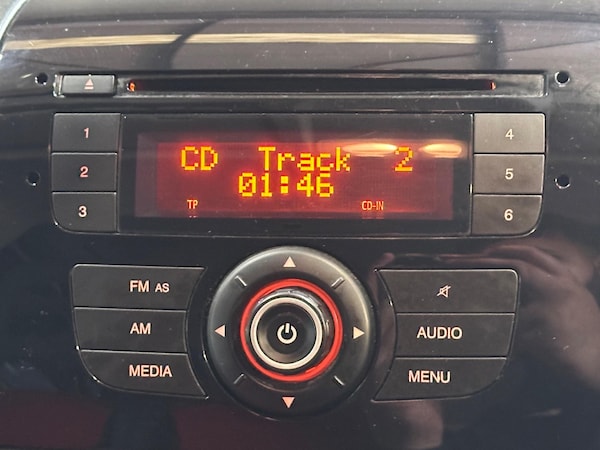 1
2
3
CD Track 2
01:46
TP CD-IN
4
5
6
FM AS
AM
MEDIA
AUDIO
MENU